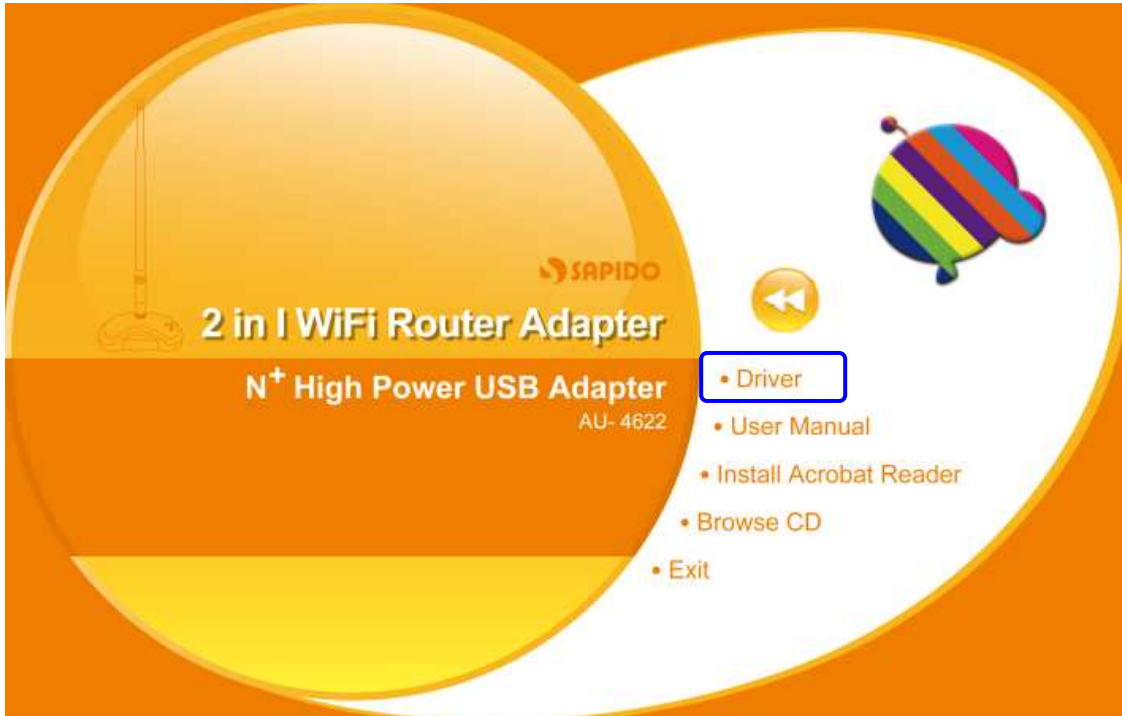 SAPIDO
2 in I WiFi Router Adapter
N+ High Power USB Adapter
AU- 4622
• Driver
• User Manual
• Install Acrobat Reader
• Browse CD
• Exit